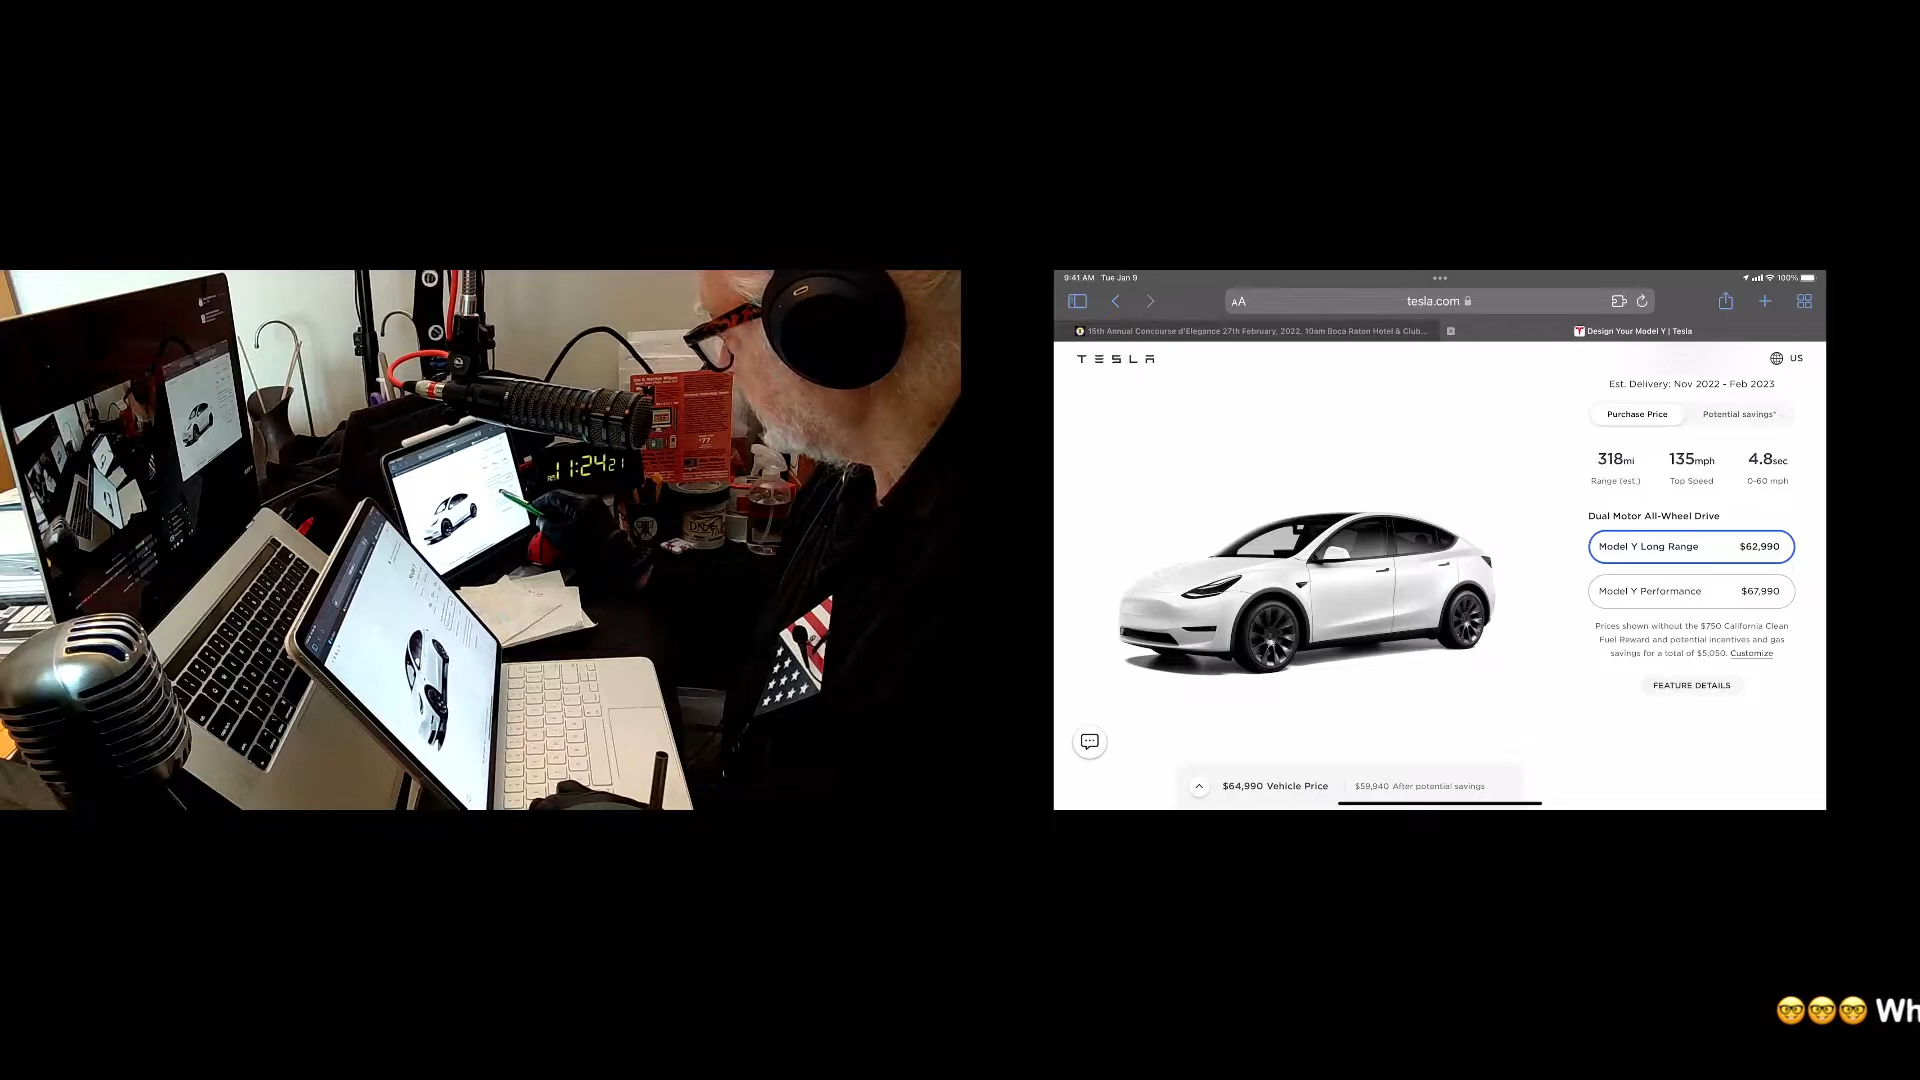 11:24 21
$77
9:41 AM Tue Jan 9
100%
AA
tesla.com
15th Annual Concourse d'Elegance 27th February, 2022, 10am Boca Raton Hotel & Club...
Design Your Model Y | Tesla
TESLA
US
Est. Delivery: Nov 2022 - Feb 2023
Purchase Price
Potential savings*
318mi
135mph
4.8sec
Range (est.)
Top Speed
0-60 mph
Dual Motor All-Wheel Drive
Model Y Long Range $62,990
Model Y Performance $67,990
Prices shown without the $750 California Clean
Fuel Reward and potential incentives and gas
savings for a total of $5,050. Customize
FEATURE DETAILS
$64,990 Vehicle Price
$59,940 After potential savings
🤓🤓🤓 Wh